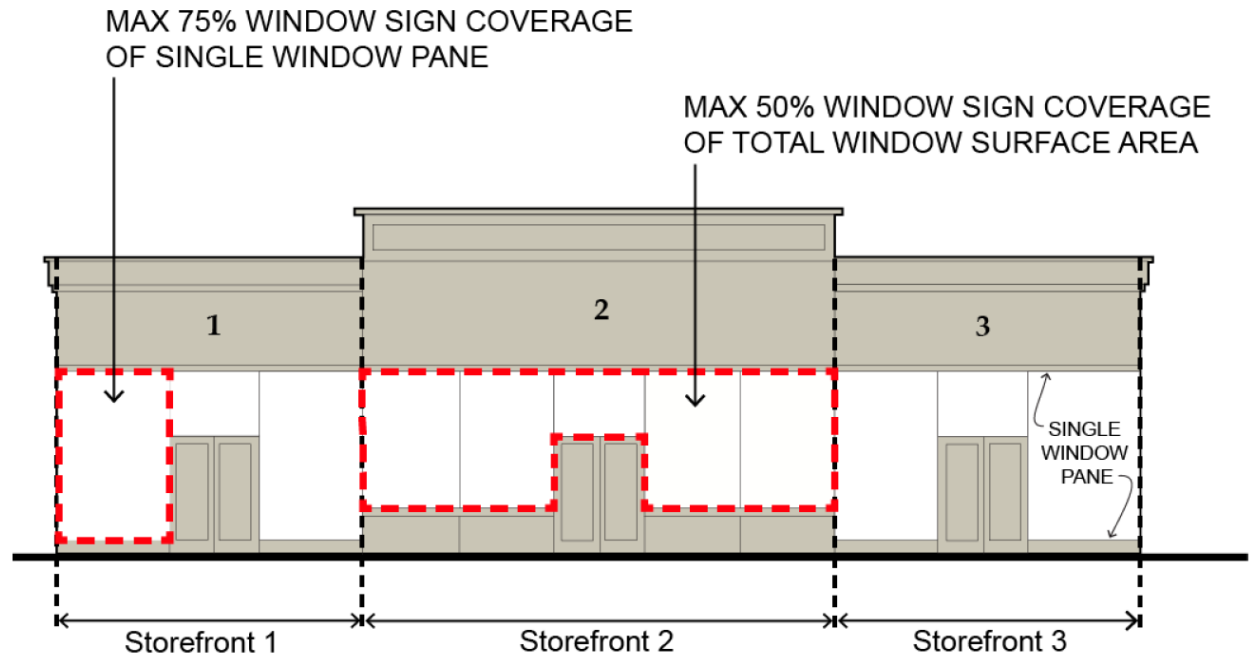 MAX 75% WINDOW SIGN COVERAGE
OF SINGLE WINDOW PANE
MAX 50% WINDOW SIGN COVERAGE
OF TOTAL WINDOW SURFACE AREA
1
2
3
SINGLE
WINDOW
PANE
Storefront 1
Storefront 2
Storefront 3